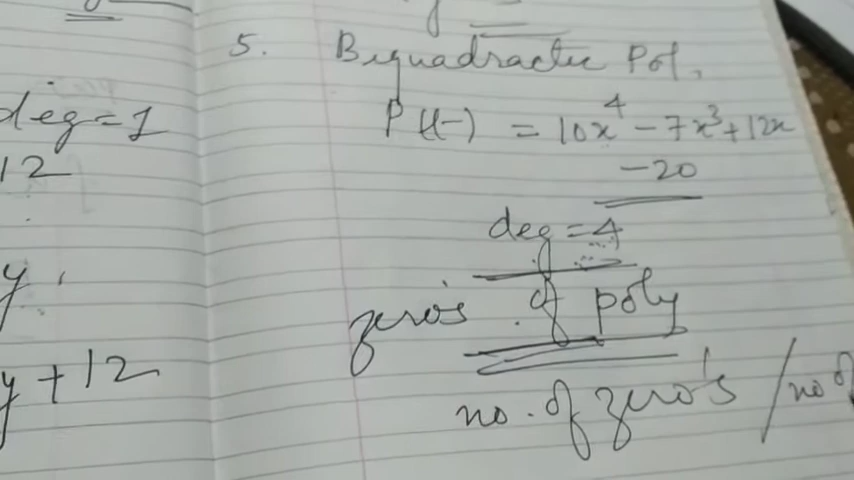 deg=1
12
y
y + 12
5. Biquadractic Pol.
P(t) = 10x⁴ - 7x³ + 12x
- 20
deg = 4
zero's of poly
no. of zero's / no of